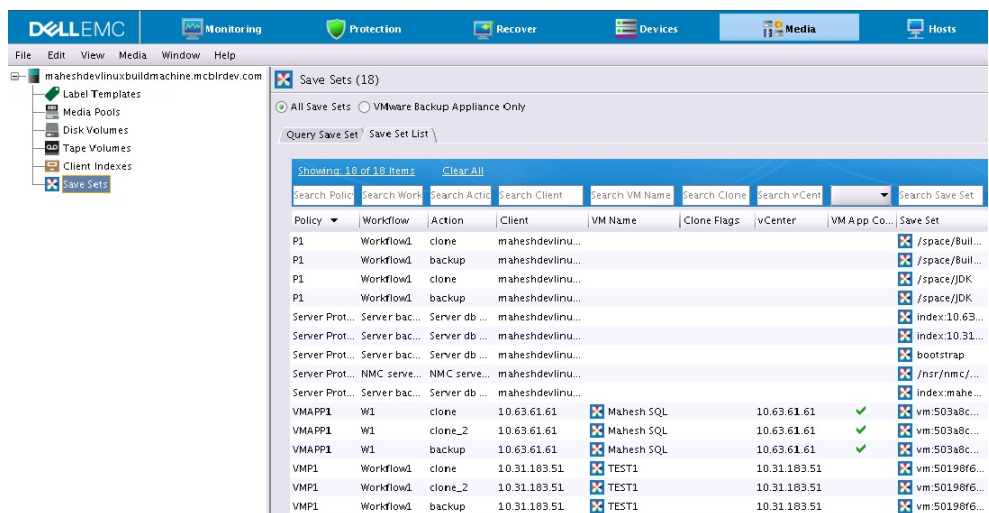 DELLEMC Monitoring Protection Recover Devices Media Hosts
File Edit View Media Window Help
maheshdevlinuxbuildmachine.mcblrdev.com
Label Templates
Media Pools
Disk Volumes
Tape Volumes
Client Indexes
Save Sets
Save Sets (18)
All Save Sets VMware Backup Appliance Only
Query Save Set Save Set List
Showing: 18 of 18 Items Clear All
Search Polic Search Work Search Actic Search Client Search VM Name Search Clone Search vCent Search Save Set
Policy Workflow Action Client VM Name Clone Flags vCenter VM App Co... Save Set
P1 Workflow1 clone maheshdevlinu... /space/Buil...
P1 Workflow1 backup maheshdevlinu... /space/Buil...
P1 Workflow1 clone maheshdevlinu... /space/JDK
P1 Workflow1 backup maheshdevlinu... /space/JDK
Server Prot... Server bac... Server db ... maheshdevlinu... index:10.63...
Server Prot... Server bac... Server db ... maheshdevlinu... index:10.31...
Server Prot... Server bac... Server db ... maheshdevlinu... bootstrap
Server Prot... NMC serve... NMC serve... maheshdevlinu... /nsr/nmc/...
Server Prot... Server bac... Server db ... maheshdevlinu... index:mahe...
VMAPP1 W1 clone 10.63.61.61 Mahesh SQL 10.63.61.61 vm:503a8c...
VMAPP1 W1 clone_2 10.63.61.61 Mahesh SQL 10.63.61.61 vm:503a8c...
VMAPP1 W1 backup 10.63.61.61 Mahesh SQL 10.63.61.61 vm:503a8c...
VMP1 Workflow1 clone 10.31.183.51 TEST1 10.31.183.51 vm:50198f6...
VMP1 Workflow1 clone_2 10.31.183.51 TEST1 10.31.183.51 vm:50198f6...
VMP1 Workflow1 backup 10.31.183.51 TEST1 10.31.183.51 vm:50198f6...